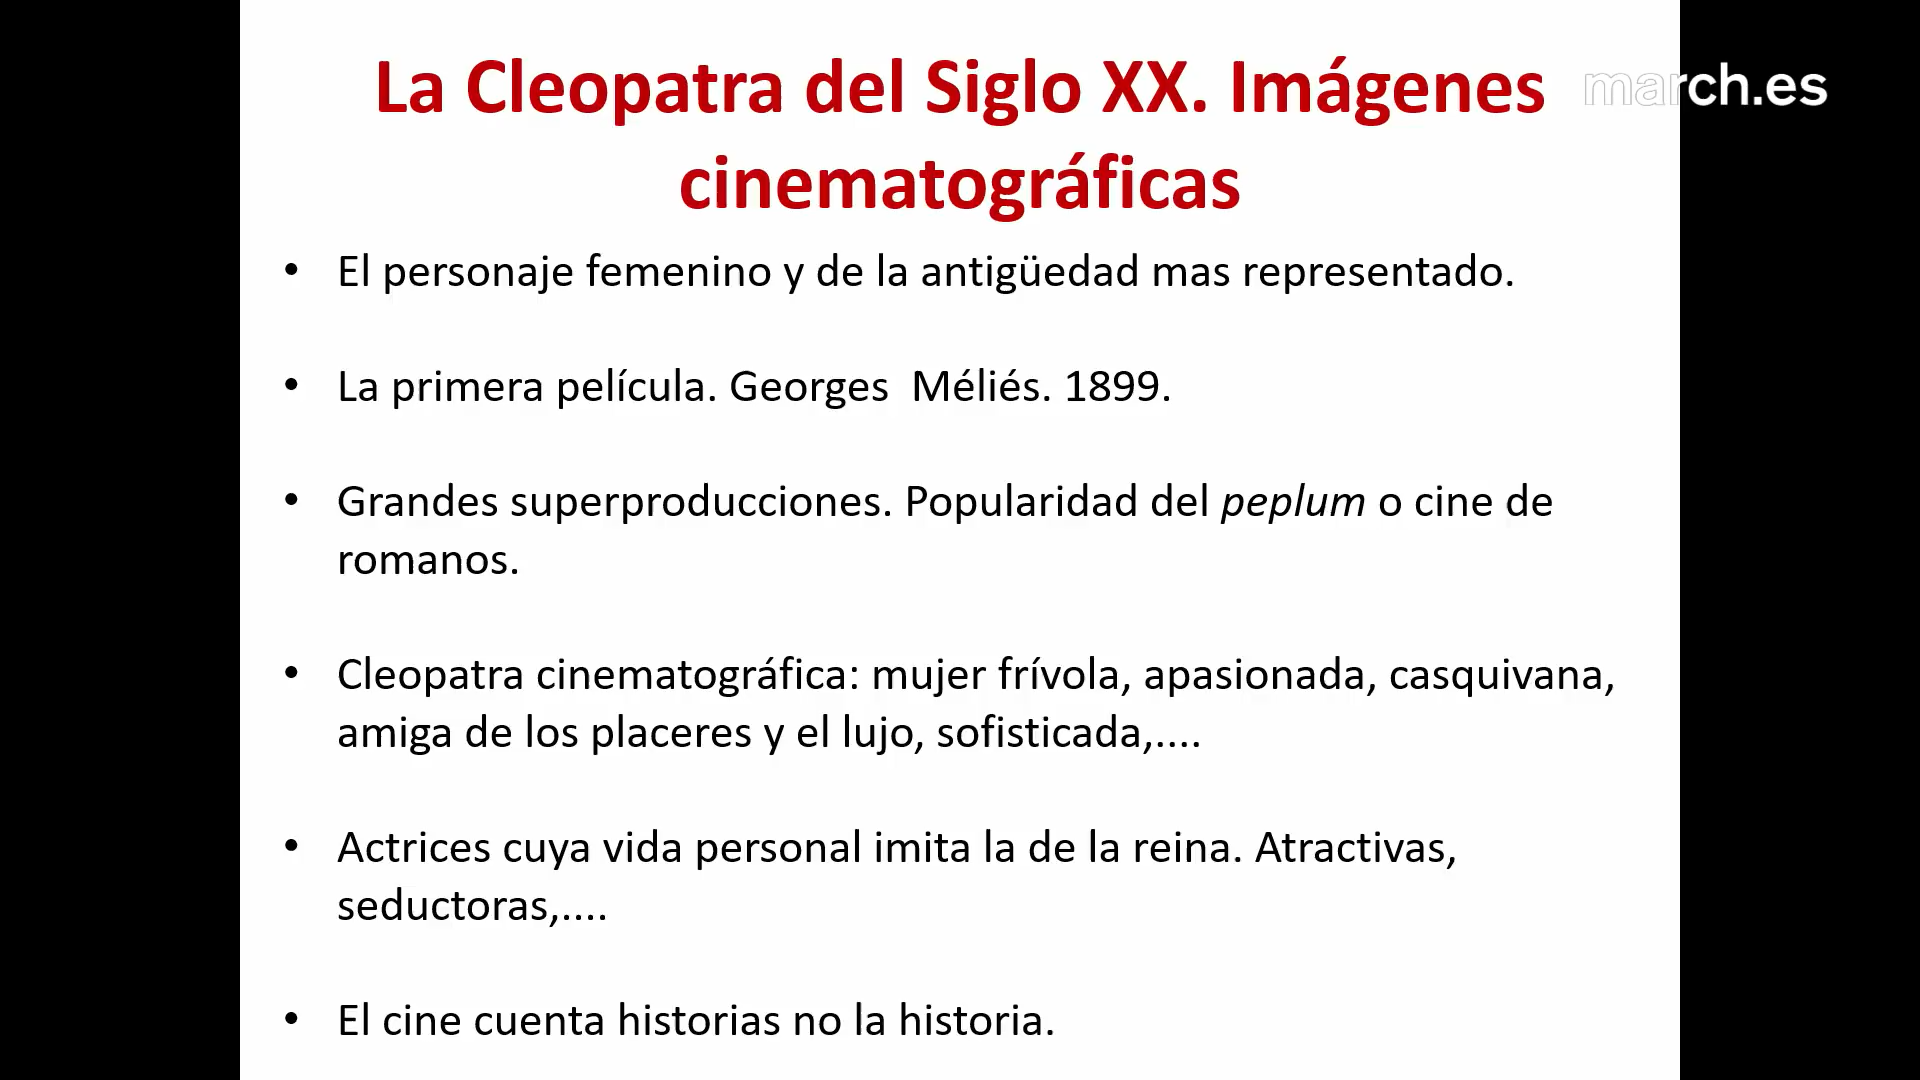 La Cleopatra del Siglo XX. Imágenes
march.es
cinematográficas
• El personaje femenino y de la antigüedad mas representado.
• La primera película. Georges  Méliés. 1899.
• Grandes superproducciones. Popularidad del peplum o cine de
romanos.
• Cleopatra cinematográfica: mujer frívola, apasionada, casquivana,
amiga de los placeres y el lujo, sofisticada,....
• Actrices cuya vida personal imita la de la reina. Atractivas,
seductoras,....
• El cine cuenta historias no la historia.